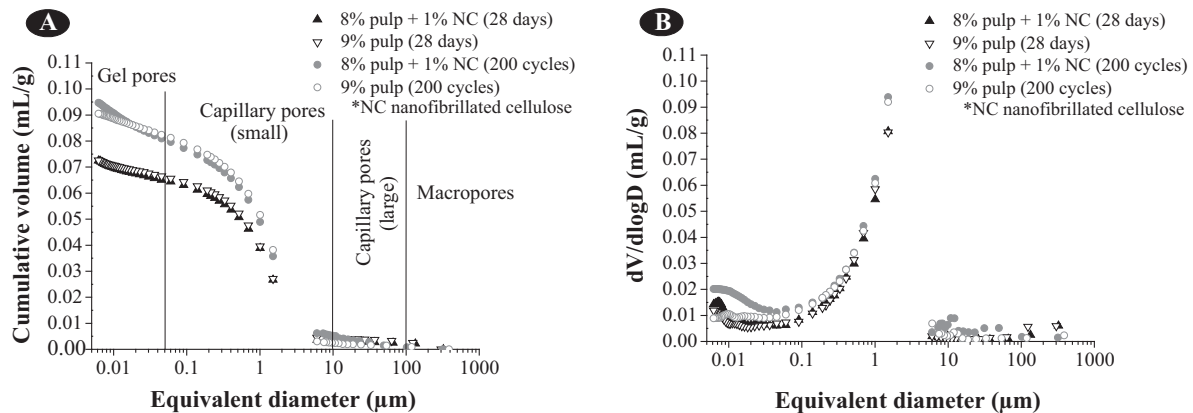 A
▲ 8% pulp + 1% NC (28 days)
▽ 9% pulp (28 days)
● 8% pulp + 1% NC (200 cycles)
○ 9% pulp (200 cycles)
*NC nanofibrillated cellulose
Gel pores
Capillary pores
(small)
Capillary pores
(large)
Macropores
Cumulative volume (mL/g)
0.11
0.10
0.09
0.08
0.07
0.06
0.05
0.04
0.03
0.02
0.01
0.00
0.01 0.1 1 10 100 1000
Equivalent diameter (µm)
B
▲ 8% pulp + 1% NC (28 days)
▽ 9% pulp (28 days)
● 8% pulp + 1% NC (200 cycles)
○ 9% pulp (200 cycles)
*NC nanofibrillated cellulose
dV/dlogD (mL/g)
0.11
0.10
0.09
0.08
0.07
0.06
0.05
0.04
0.03
0.02
0.01
0.00
0.01 0.1 1 10 100 1000
Equivalent diameter (µm)